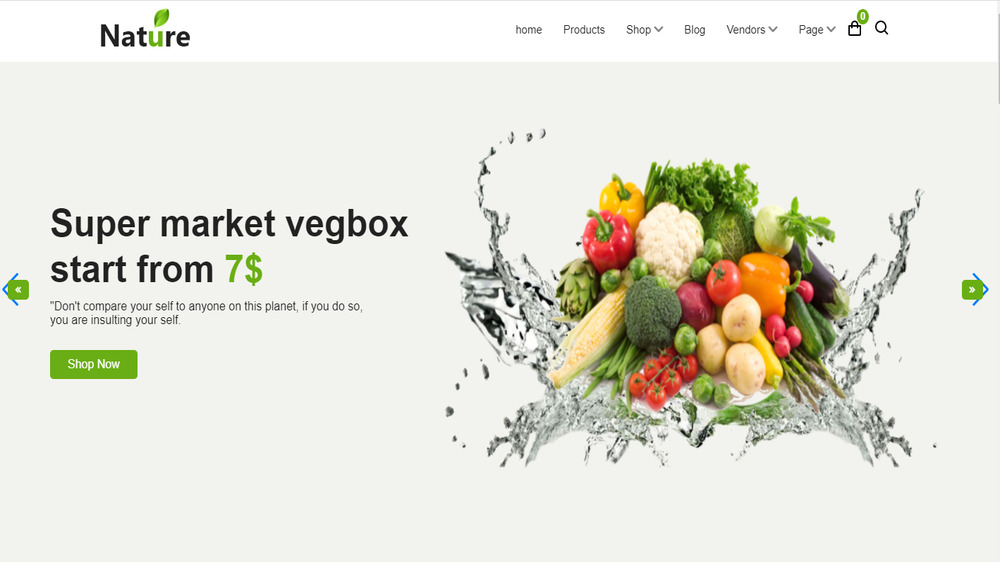 Nature
home Products Shop Blog Vendors Page 0
Super market vegbox
start from 7$
"Don't compare your self to anyone on this planet, if you do so,
you are insulting your self.
«
»
Shop Now